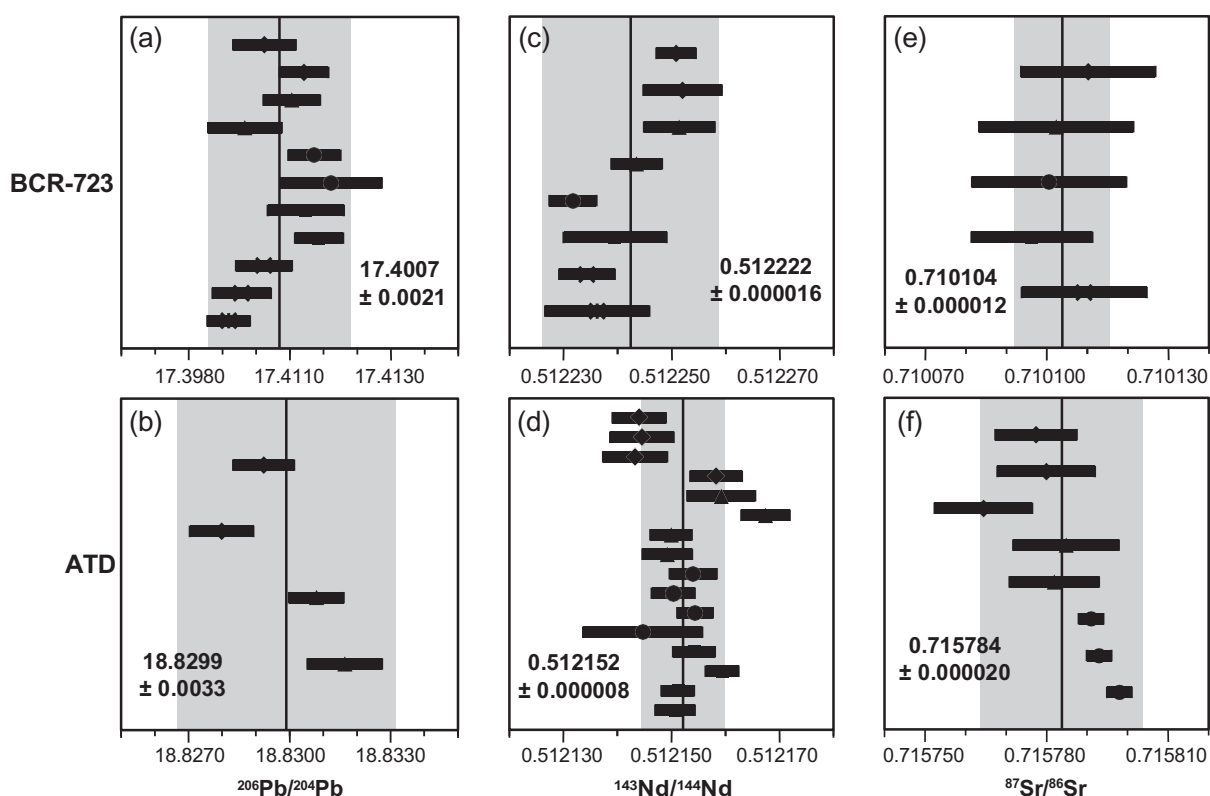 (a)
(c)
(e)
BCR-723
17.4007
± 0.0021
0.512222
± 0.000016
0.710104
± 0.000012
17.3980 17.4110 17.4130
0.512230 0.512250 0.512270
0.710070 0.710100 0.710130
(b)
(d)
(f)
ATD
18.8299
± 0.0033
0.512152
± 0.000008
0.715784
± 0.000020
18.8270 18.8300 18.8330
0.512130 0.512150 0.512170
0.715750 0.715780 0.715810
²⁰⁶Pb/²⁰⁴Pb
¹⁴³Nd/¹⁴⁴Nd
⁸⁷Sr/⁸⁶Sr